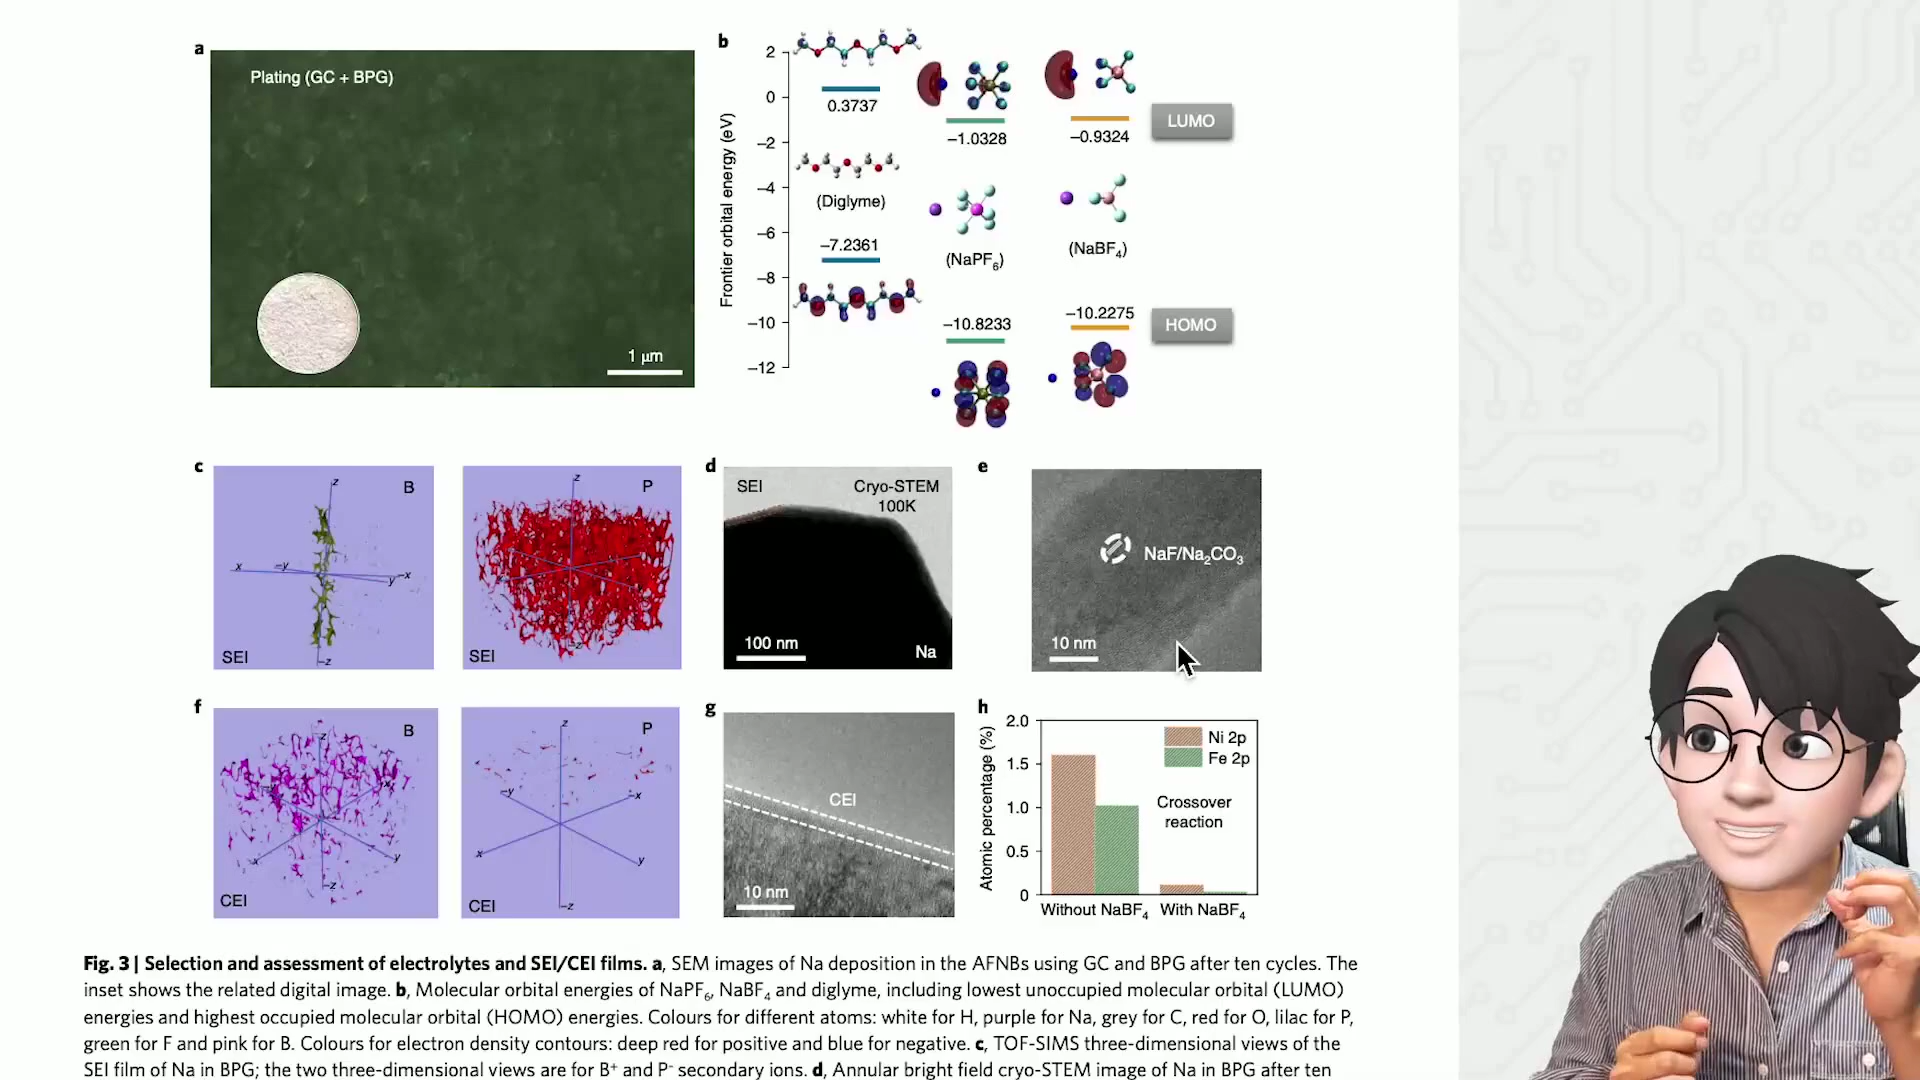 a
Plating (GC + BPG)
1 μm
b
Frontier orbital energy (eV)
2
0
−2
−4
−6
−8
−10
−12
0.3737
(Diglyme)
−7.2361
−1.0328
(NaPF6)
−10.8233
−0.9324
(NaBF4)
−10.2275
LUMO
HOMO
c
z
B
x
−y
−x
y
−z
SEI
z
P
−z
SEI
d
SEI
Cryo-STEM
100K
100 nm
Na
e
NaF/Na2CO3
10 nm
f
z
B
−y
−x
x
y
−z
CEI
z
P
−y
−x
x
y
−z
CEI
g
CEI
10 nm
h
Atomic percentage (%)
2.0
1.5
1.0
0.5
0
Ni 2p
Fe 2p
Crossover
reaction
Without NaBF4 With NaBF4
Fig. 3 | Selection and assessment of electrolytes and SEI/CEI films. a, SEM images of Na deposition in the AFNBs using GC and BPG after ten cycles. The
inset shows the related digital image. b, Molecular orbital energies of NaPF6, NaBF4 and diglyme, including lowest unoccupied molecular orbital (LUMO)
energies and highest occupied molecular orbital (HOMO) energies. Colours for different atoms: white for H, purple for Na, grey for C, red for O, lilac for P,
green for F and pink for B. Colours for electron density contours: deep red for positive and blue for negative. c, TOF-SIMS three-dimensional views of the
SEI film of Na in BPG; the two three-dimensional views are for B+ and P- secondary ions. d, Annular bright field cryo-STEM image of Na in BPG after ten